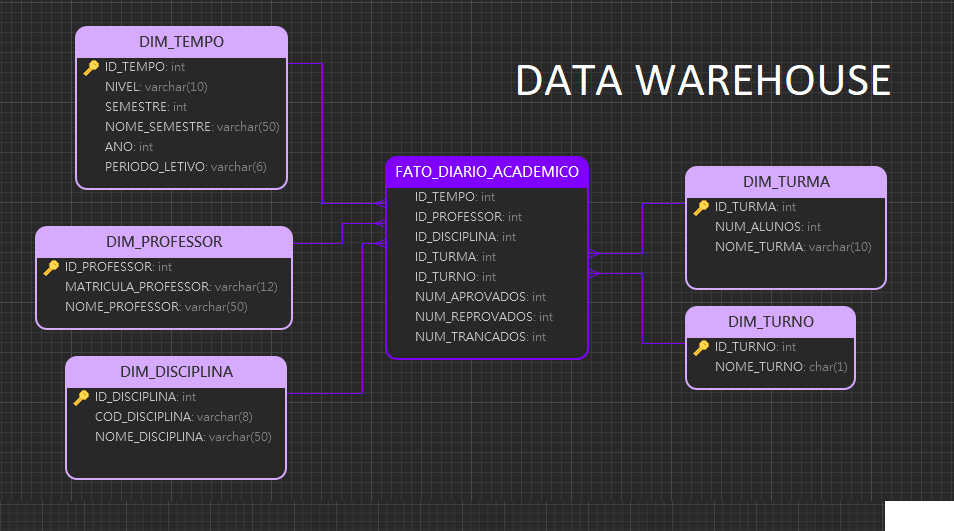 DATA WAREHOUSE
DIM_TEMPO
ID_TEMPO: int
NIVEL: varchar(10)
SEMESTRE: int
NOME_SEMESTRE: varchar(50)
ANO: int
PERIODO_LETIVO: varchar(6)
DIM_PROFESSOR
ID_PROFESSOR: int
MATRICULA_PROFESSOR: varchar(12)
NOME_PROFESSOR: varchar(50)
DIM_DISCIPLINA
ID_DISCIPLINA: int
COD_DISCIPLINA: varchar(8)
NOME_DISCIPLINA: varchar(50)
FATO_DIARIO_ACADEMICO
ID_TEMPO: int
ID_PROFESSOR: int
ID_DISCIPLINA: int
ID_TURMA: int
ID_TURNO: int
NUM_APROVADOS: int
NUM_REPROVADOS: int
NUM_TRANCADOS: int
DIM_TURMA
ID_TURMA: int
NUM_ALUNOS: int
NOME_TURMA: varchar(10)
DIM_TURNO
ID_TURNO: int
NOME_TURNO: char(1)